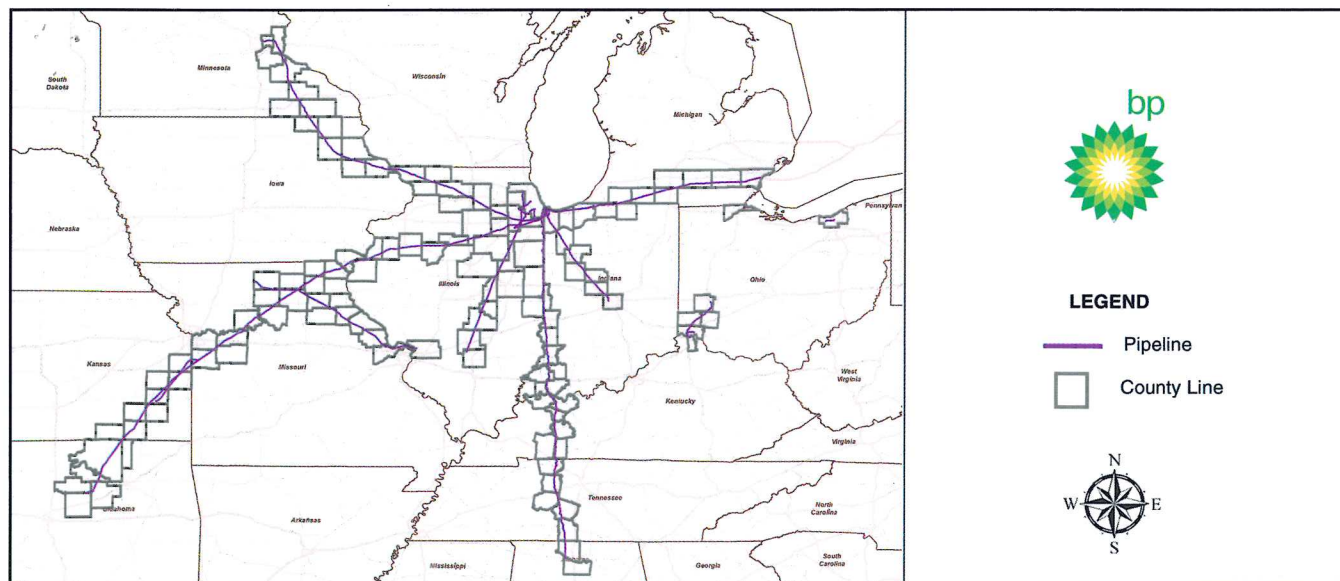 Minnesota
Wisconsin
South
Dakota
Michigan
Iowa
Nebraska
Pennsylvan
Illinois
Indiana
Ohio
Kansas
Missouri
West
Virginia
Kentucky
Virginia
Oklahoma
Tennessee
Arkansas
North
Carolina
Mississippi
Georgia
South
Carolina
bp
LEGEND
Pipeline
County Line
N
W
E
S